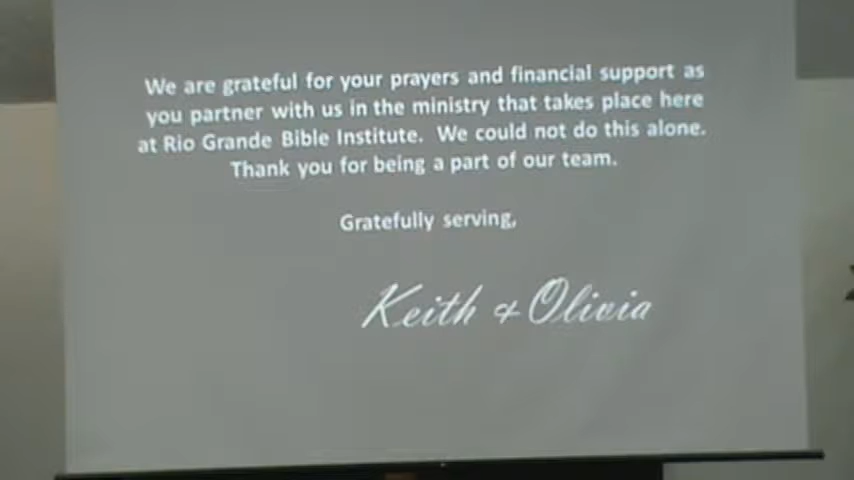 We are grateful for your prayers and financial support as
you partner with us in the ministry that takes place here
at Rio Grande Bible Institute. We could not do this alone.
Thank you for being a part of our team.
Gratefully serving,
Keith & Olivia